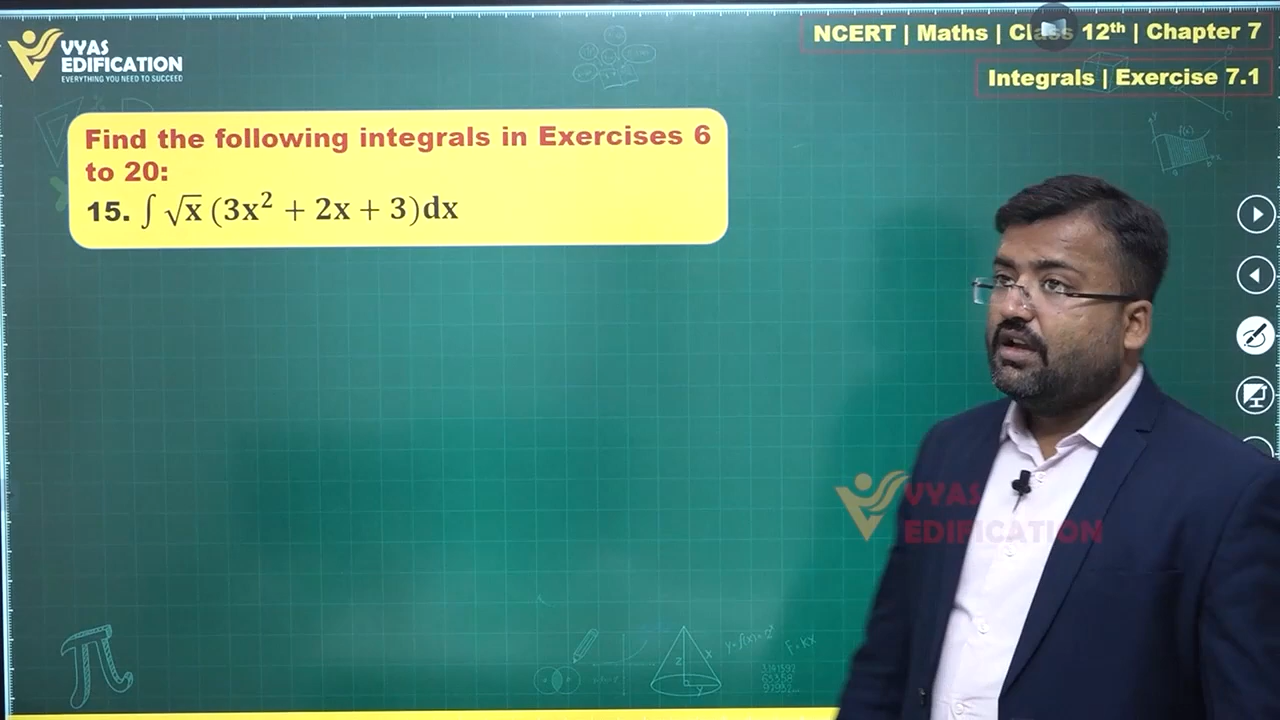 VYAS
EDIFICATION
EVERYTHING YOU NEED TO SUCCEED
NCERT | Maths | Class 12th | Chapter 7
Integrals | Exercise 7.1
Find the following integrals in Exercises 6
to 20:
15. ∫ √x (3x² + 2x + 3)dx
VYAS
EDIFICATION